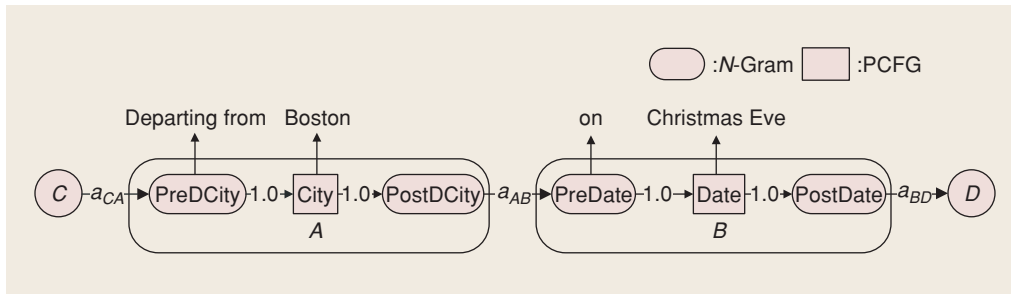 :N-Gram :PCFG
Departing from Boston on Christmas Eve
C a_CA PreDCity 1.0 City 1.0 PostDCity a_AB PreDate 1.0 Date 1.0 PostDate a_BD D
A B